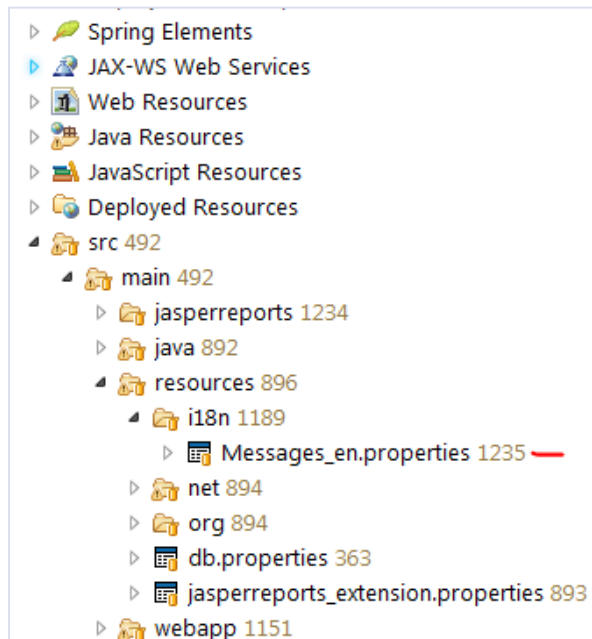 Spring Elements
JAX-WS Web Services
Web Resources
Java Resources
JavaScript Resources
Deployed Resources
src 492
main 492
jasperreports 1234
java 892
resources 896
i18n 1189
Messages_en.properties 1235
net 894
org 894
db.properties 363
jasperreports_extension.properties 893
webapp 1151